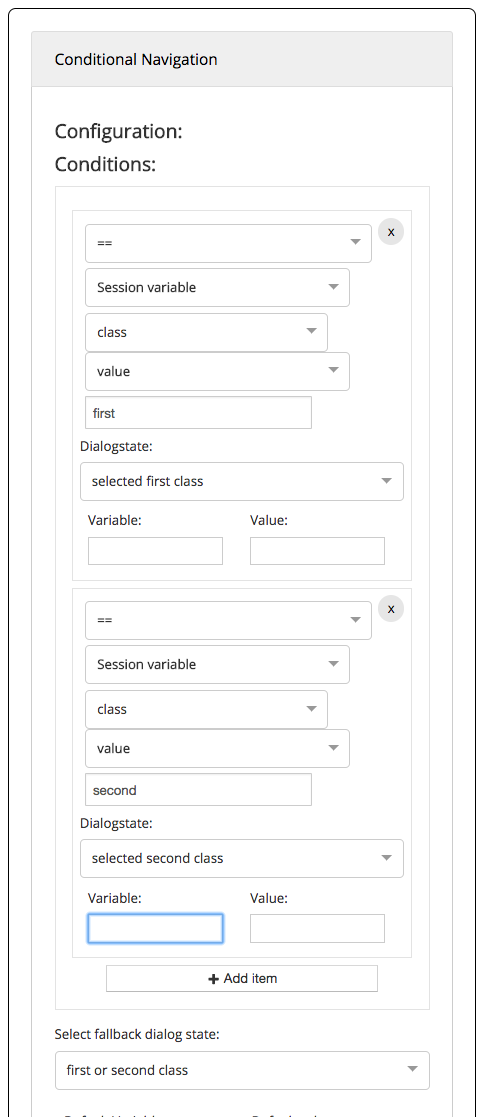 Conditional Navigation
Configuration:
Conditions:
==
x
Session variable
class
value
first
Dialogstate:
selected first class
Variable: Value:
==
x
Session variable
class
value
second
Dialogstate:
selected second class
Variable: Value:
+ Add item
Select fallback dialog state:
first or second class